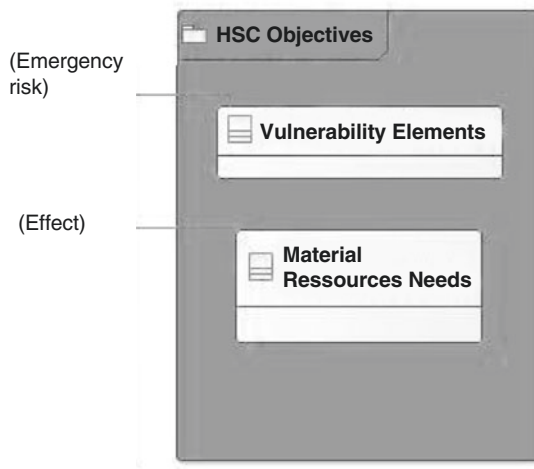 HSC Objectives
(Emergency
risk)
Vulnerability Elements
(Effect)
Material
Ressources Needs